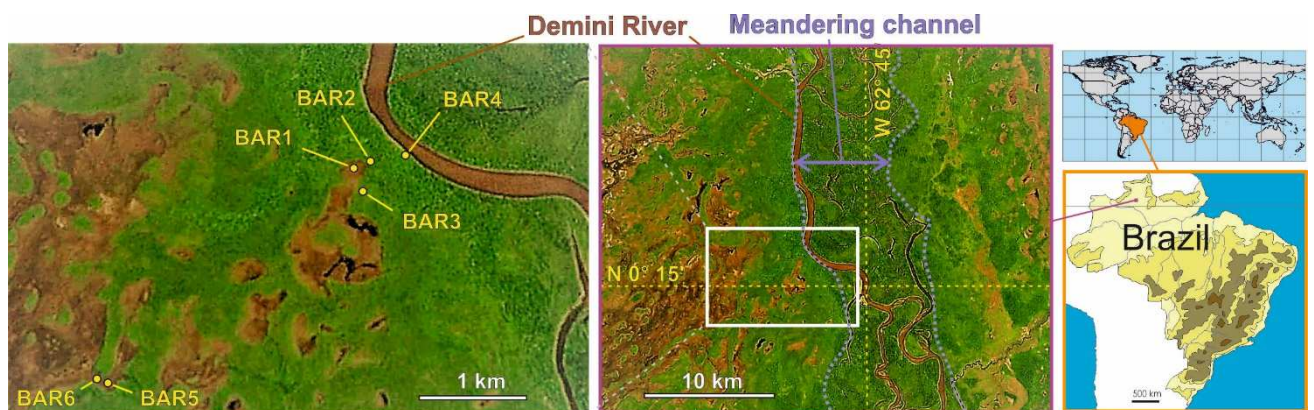 Demini River
Meandering channel
BAR2
BAR4
BAR1
BAR3
BAR6
BAR5
1 km
W 62° 45'
N 0° 15'
10 km
Brazil
500 km